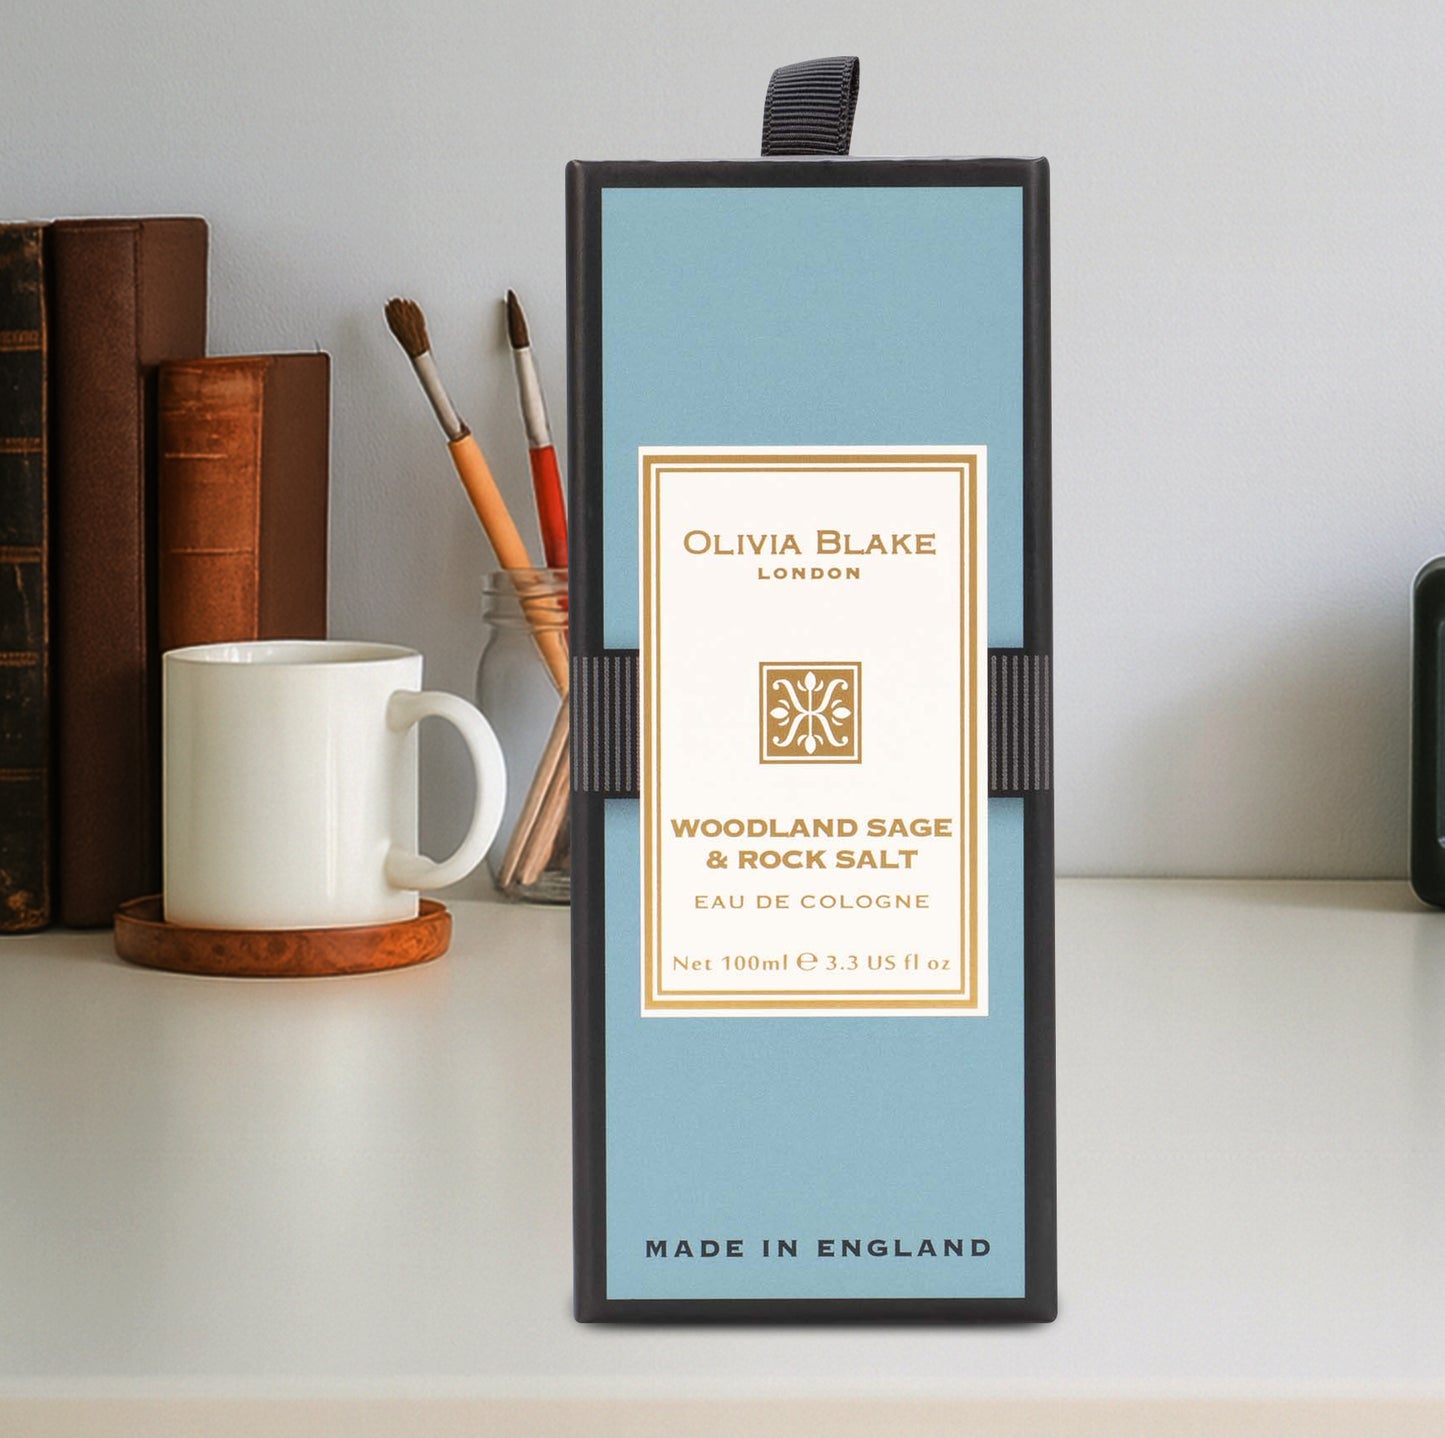 OLIVIA BLAKE
LONDON
WOODLAND SAGE
& ROCK SALT
EAU DE COLOGNE
Net 100ml ℮ 3.3 US fl oz
MADE IN ENGLAND